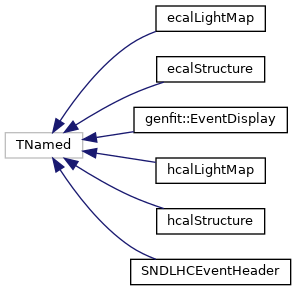 ecalLightMap
ecalStructure
genfit::EventDisplay
TNamed
hcalLightMap
hcalStructure
SNDLHCEventHeader